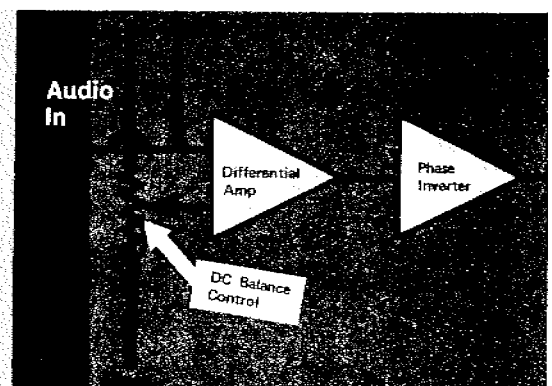 Audio
In
Differential
Amp
Phase
Inverter
DC Balance
Control